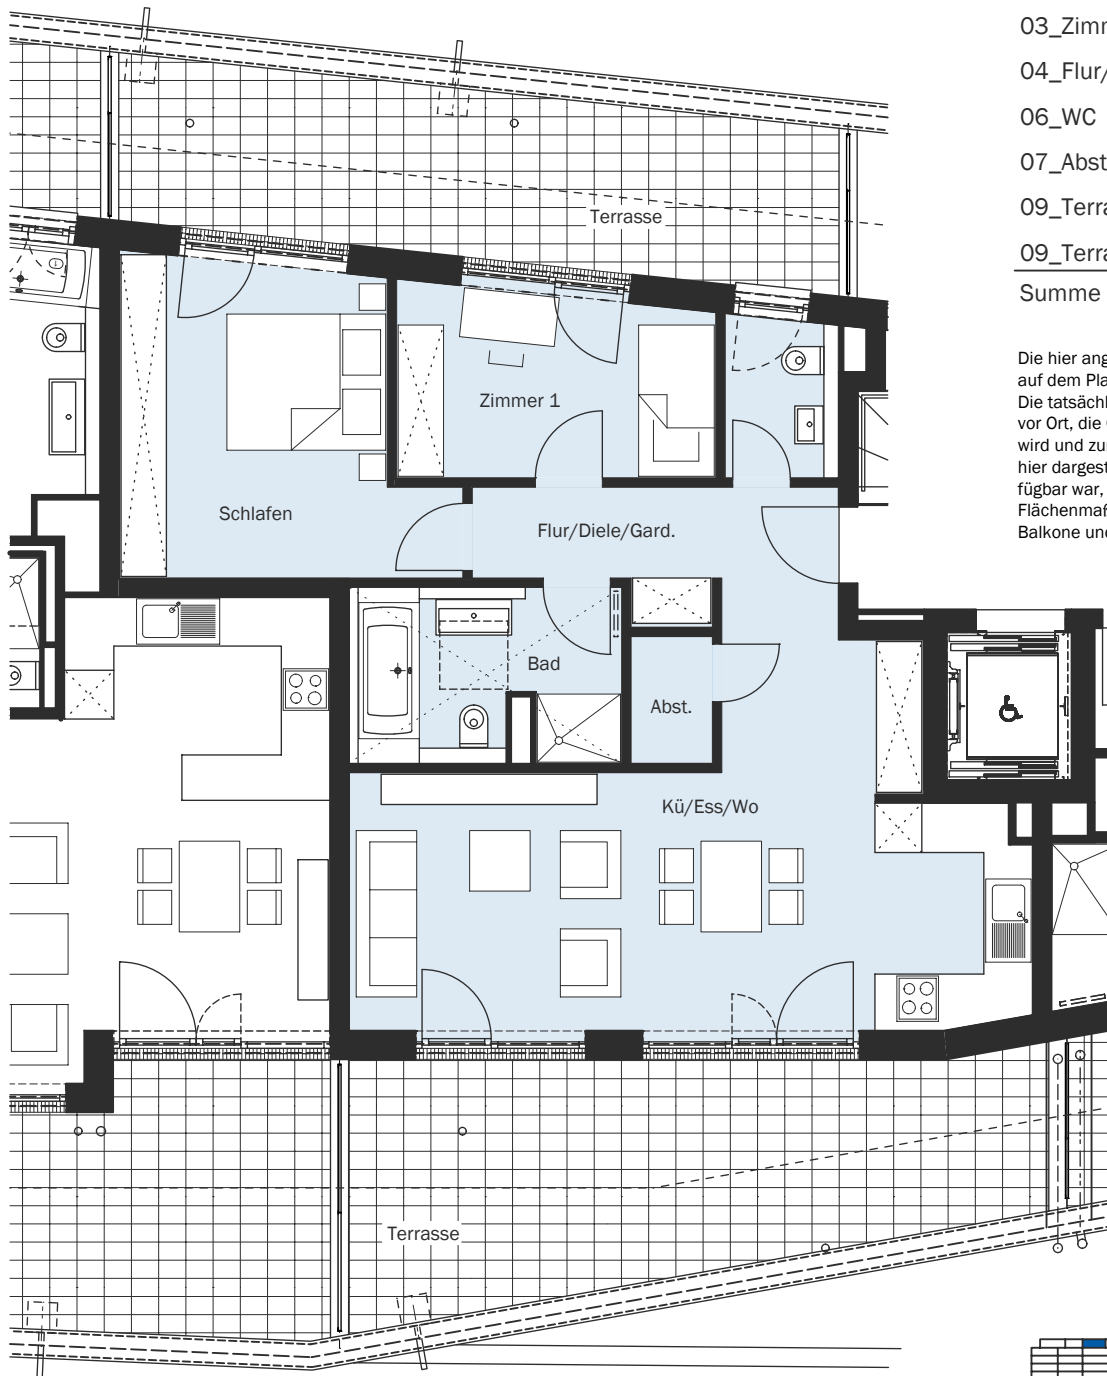 03_Zimm
04_Flur/
06_WC
07_Abst
09_Terra
09_Terra
Summe
Die hier ang
auf dem Pla
Die tatsächl
vor Ort, die
wird und zur
hier dargest
fügbar war,
Flächenmaß
Balkone und
Terrasse
Zimmer 1
Schlafen
Flur/Diele/Gard.
Bad
Abst.
Kü/Ess/Wo
Terrasse